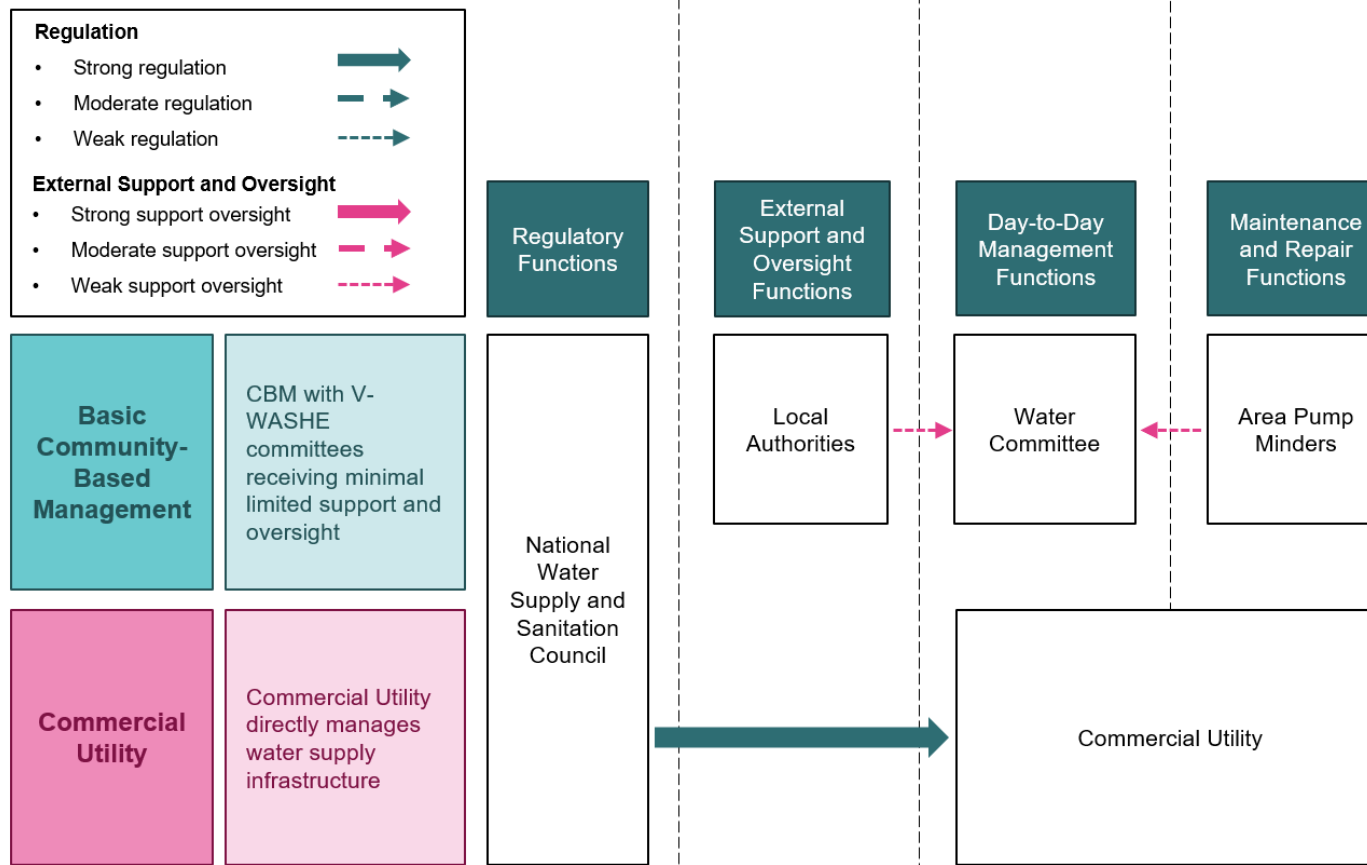 Regulation
• Strong regulation
• Moderate regulation
• Weak regulation
External Support and Oversight
• Strong support oversight
• Moderate support oversight
• Weak support oversight
Regulatory
Functions
External
Support and
Oversight
Functions
Day-to-Day
Management
Functions
Maintenance
and Repair
Functions
Basic
Community-
Based
Management
CBM with V-
WASHE
committees
receiving minimal
limited support and
oversight
National
Water
Supply and
Sanitation
Council
Local
Authorities
Water
Committee
Area Pump
Minders
Commercial
Utility
Commercial Utility
directly manages
water supply
infrastructure
Commercial Utility